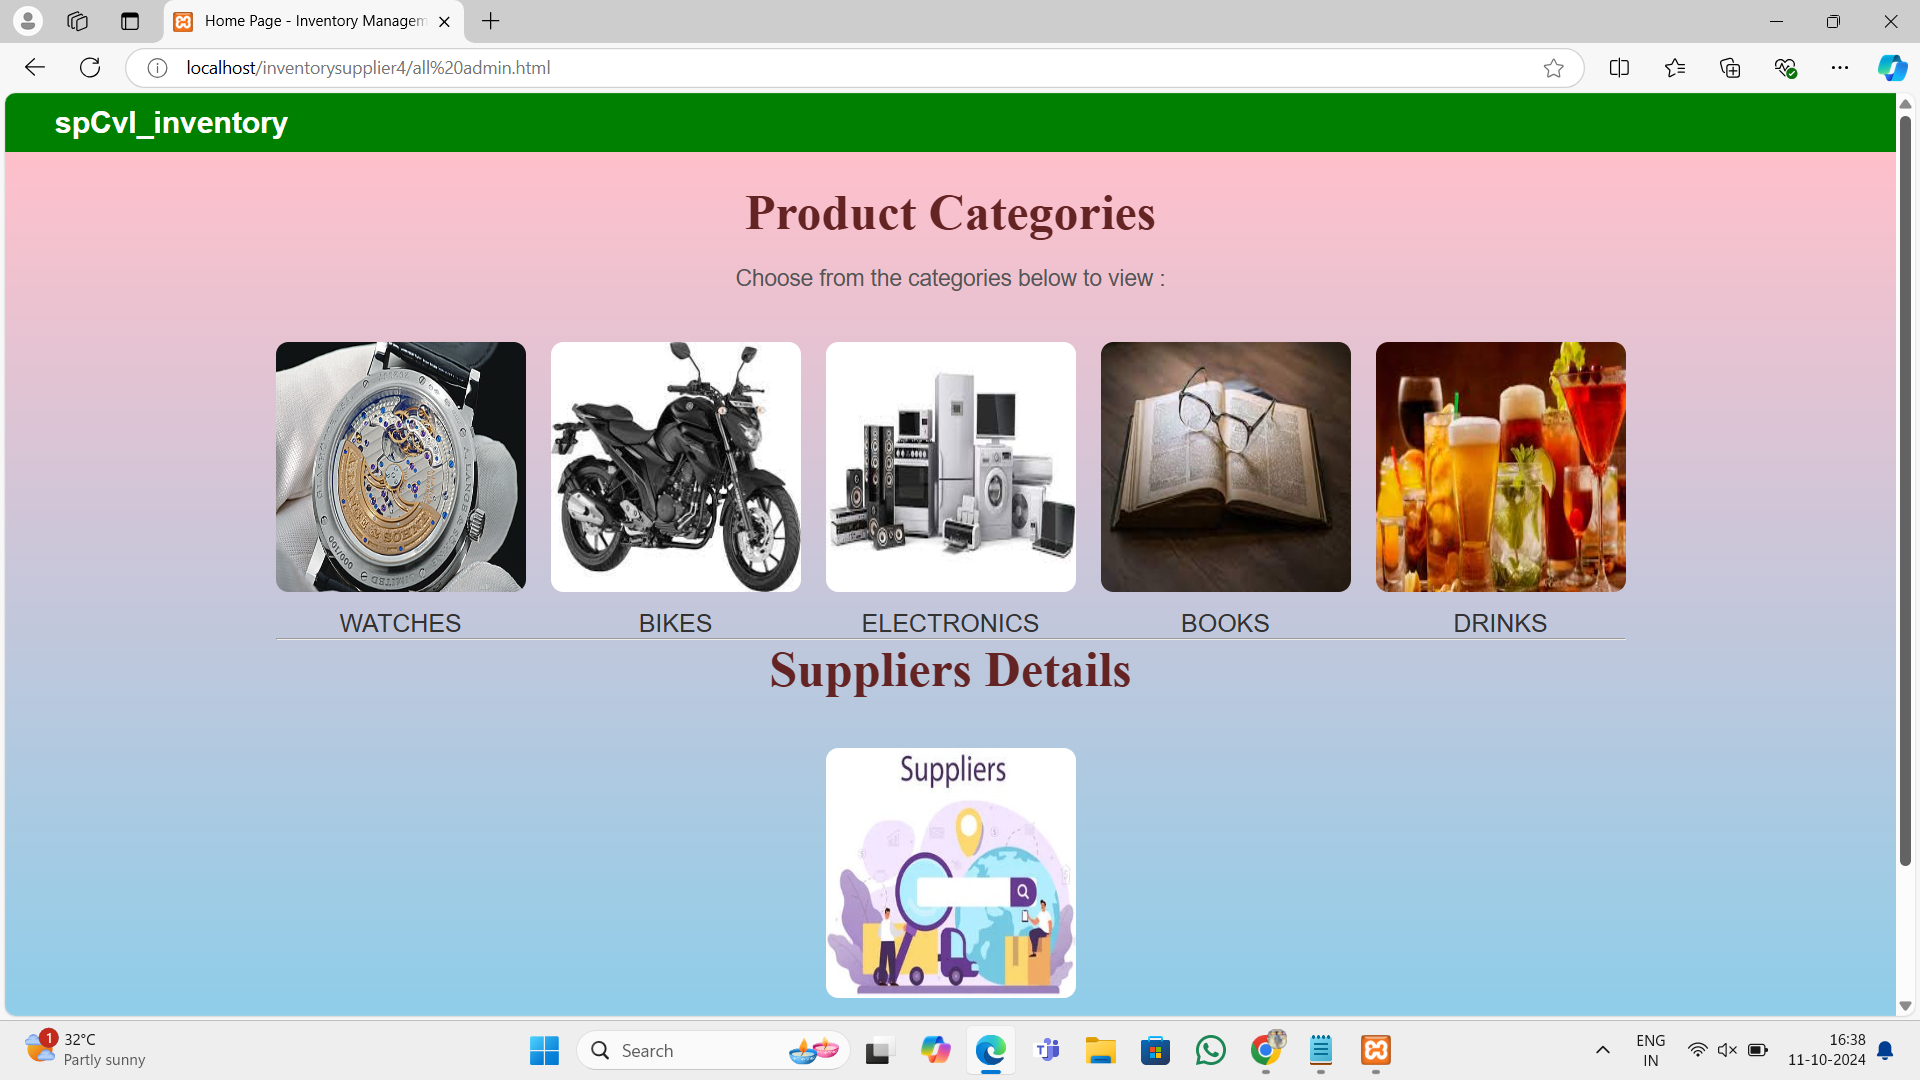 Home Page - Inventory Managem
localhost/inventorysupplier4/all%20admin.html
spCvl_inventory
Product Categories
Choose from the categories below to view :
WATCHES
BIKES
ELECTRONICS
BOOKS
DRINKS
Suppliers Details
Suppliers
1
32°C
Partly sunny
Search
ENG
IN
16:38
11-10-2024